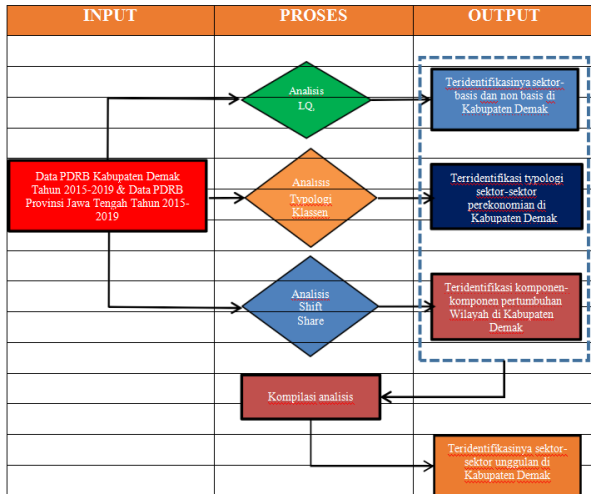 INPUT
PROSES
OUTPUT
Analisis
LQ,
Teridentifikasinya sektor-
basis dan non basis di
Kabupaten Demak
Data PDRB Kabupaten Demak
Tahun 2015-2019 & Data PDRB
Provinsi Jawa Tengah Tahun 2015-
2019
Analisis
Typologi
Klassen
Terridentifikasi typologi
sektor-sektor
perekonomian di
Kabupaten Demak
Analisis
Shift
Share
Teridentifikasi komponen-
komponen pertumbuhan
Wilayah di Kabupaten
Demak
Kompilasi analisis
Teridentifikasinya sektor-
sektor unggulan di
Kabupaten Demak